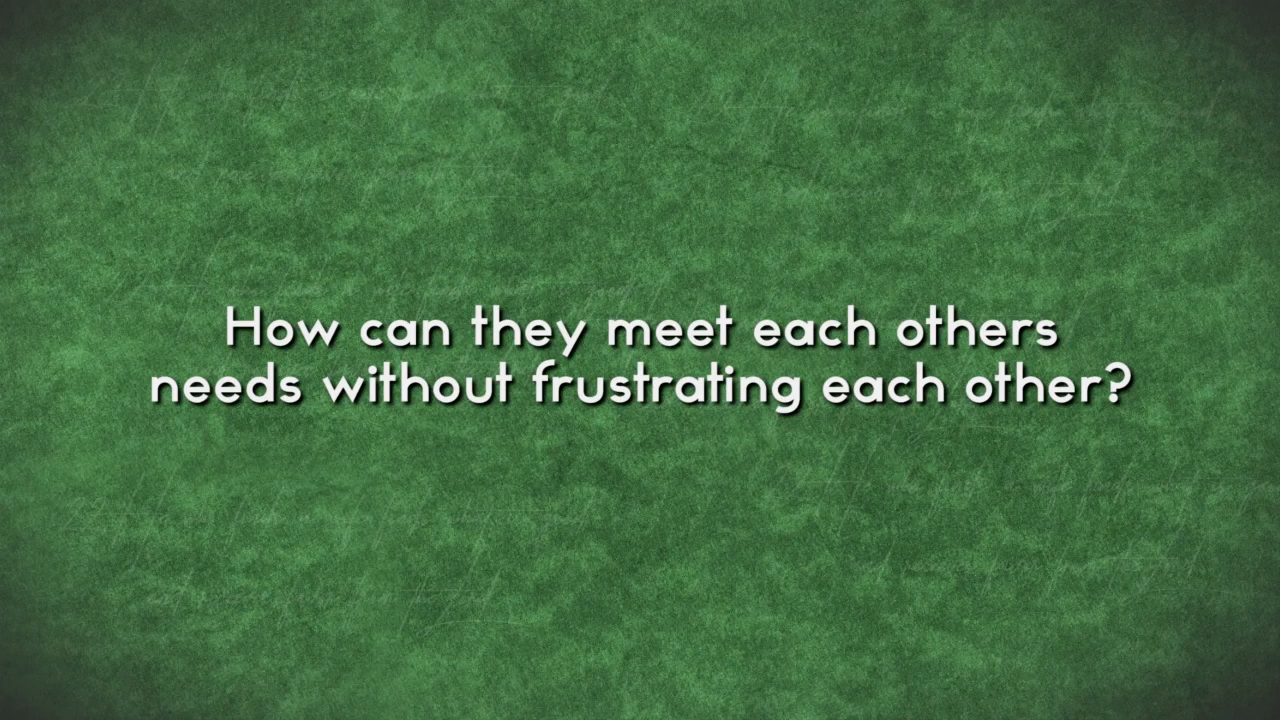 How can they meet each others
needs without frustrating each other?